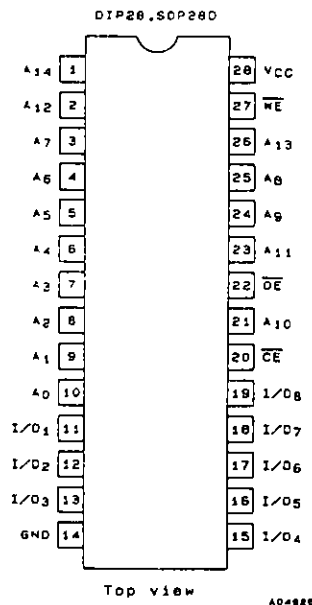 DIP28,SOP28D
A14 1 28 VCC
A12 2 27 W̅E̅
A7 3 26 A13
A6 4 25 A8
A5 5 24 A9
A4 6 23 A11
A3 7 22 O̅E̅
A2 8 21 A10
A1 9 20 C̅E̅
A0 10 19 I/O8
I/O1 11 18 I/O7
I/O2 12 17 I/O6
I/O3 13 16 I/O5
GND 14 15 I/O4
Top view